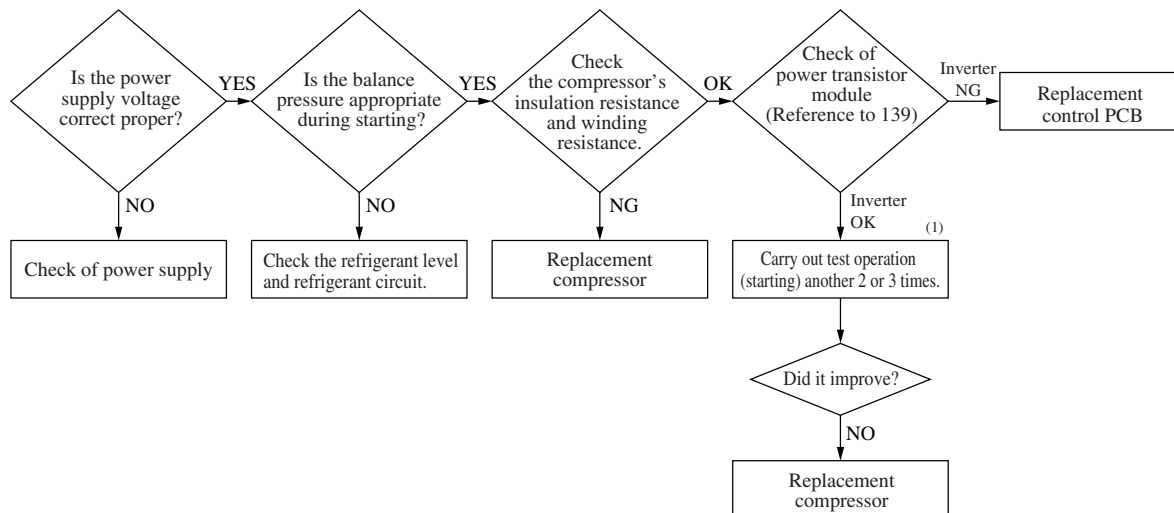 Is the power
supply voltage
correct proper?
YES
NO
Check of power supply
Is the balance
pressure appropriate
during starting?
YES
NO
Check the refrigerant level
and refrigerant circuit.
Check
the compressor's
insulation resistance
and winding
resistance.
OK
NG
Replacement
compressor
Check of
power transistor
module
(Reference to 139)
Inverter
NG
Replacement
control PCB
Inverter
OK
(1)
Carry out test operation
(starting) another 2 or 3 times.
Did it improve?
NO
Replacement
compressor